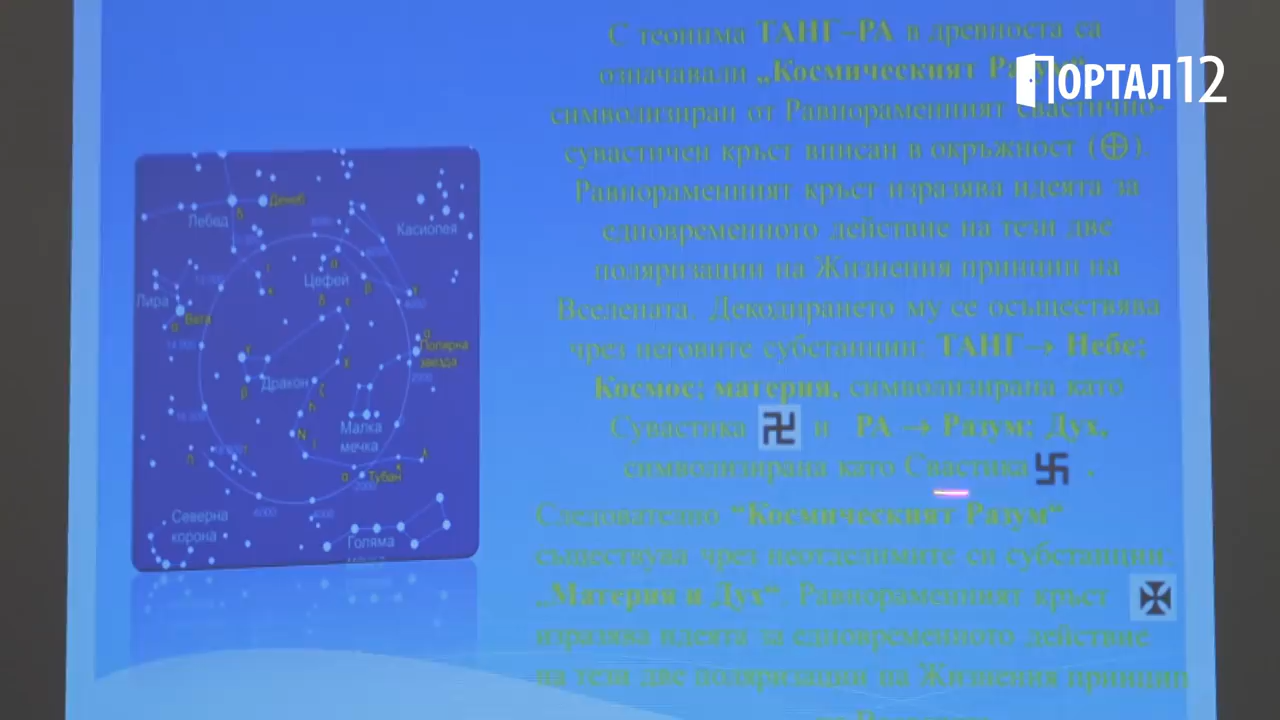 ПОРТАЛ12
С теонима ТАНГ–РА в древноста са
означавали „Космическият Разум“
символизиран от Равнораменният свастично-
сувастичен кръст вписан в окръжност (⊕).
Равнораменният кръст изразява идеята за
едновременното действие на тези две
поляризации на Жизнения принцип на
Вселената. Декодирането му се осъществява
чрез неговите субстанции: ТАНГ→ Небе;
Космос; материя, символизирана като
Сувастика 卍 и РА → Разум; Дух,
символизирана като Свастика 卐 .
Следователно “Космическият Разум“
съществува чрез неотделимите си субстанции
„Материя и Дух“. Равнораменният кръст
изразява идеята за едновременното действие
на тези две поляризации на Жизнения принцип
Денеб
Лебед
Касиопея
Цефей
Лира
Вега
Полярна
звезда
Дракон
Малка
мечка
Тубан
Северна
корона
Голяма